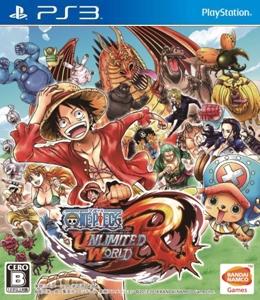 PS3
PlayStation
ONE PIECE
UNLIMITED
WORLD
R
CERO
B
BANDAI
NAMCO
Games